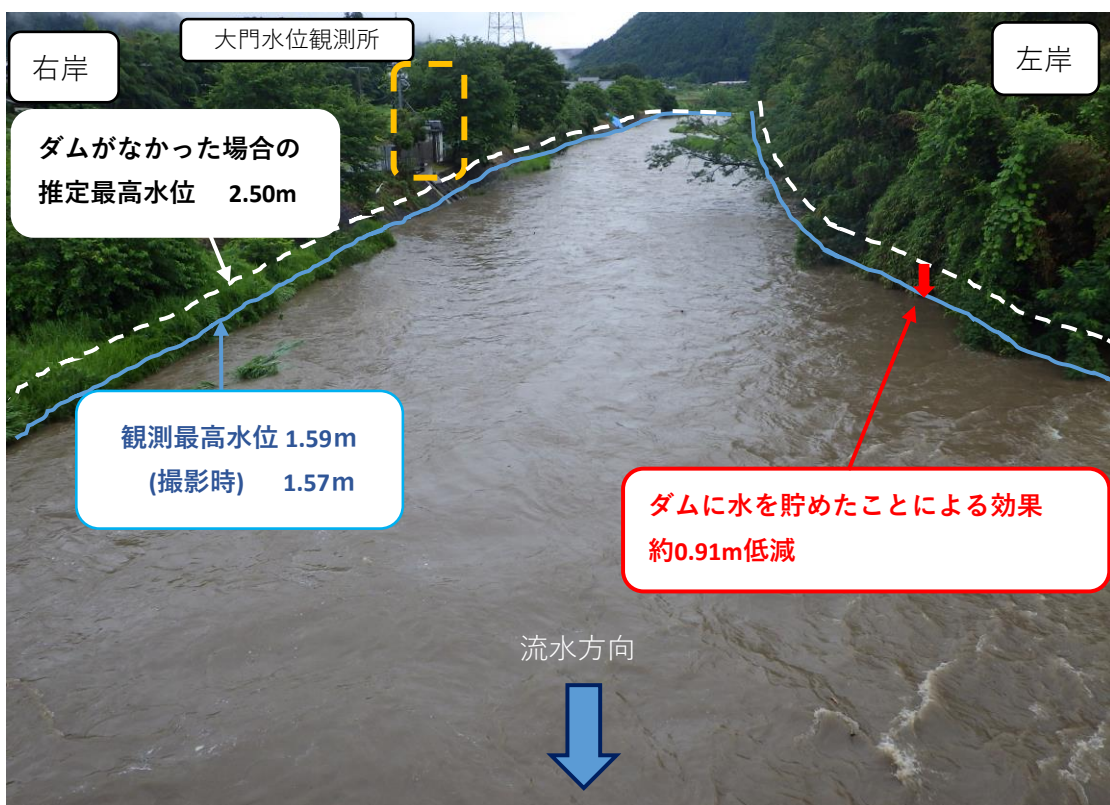 右岸
大門水位観測所
左岸
ダムがなかった場合の
推定最高水位 2.50m
観測最高水位 1.59m
(撮影時) 1.57m
ダムに水を貯めたことによる効果
約0.91m低減
流水方向